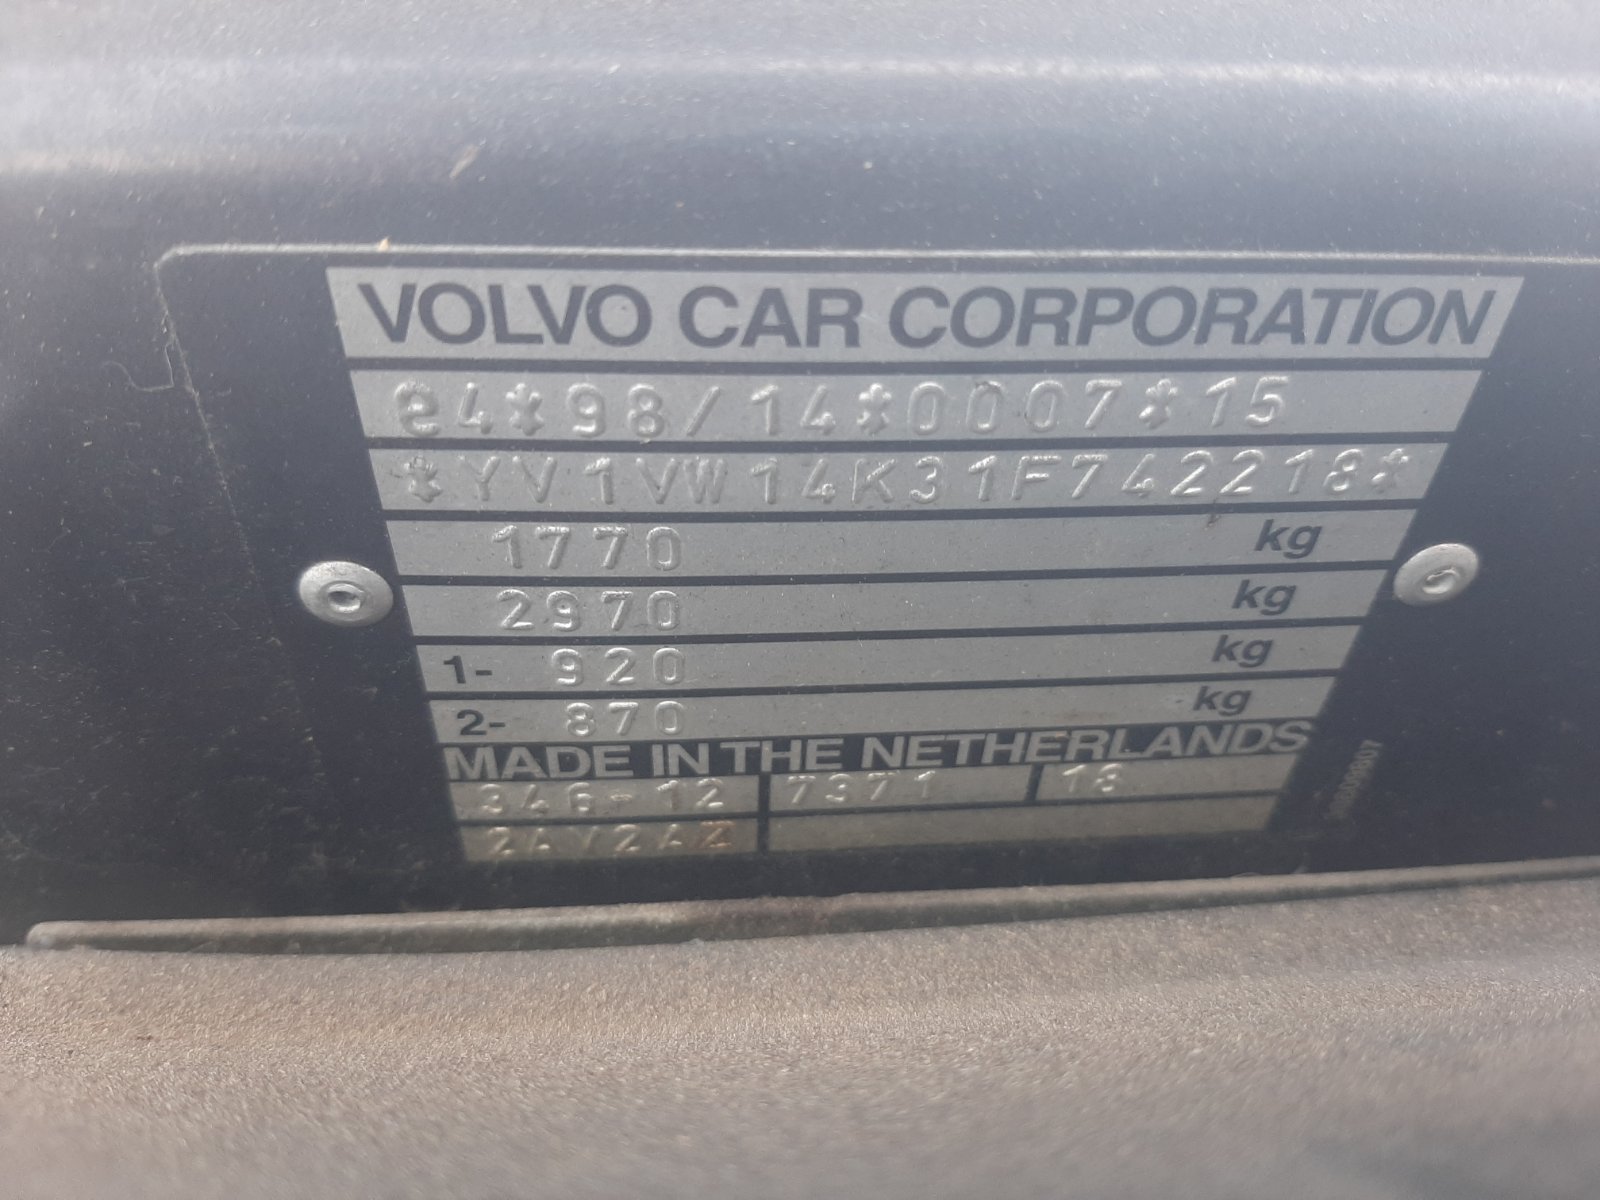 VOLVO CAR CORPORATION
e4*98/14*0007*15
*YV1VW14K31F742218*
1770 kg
2970 kg
1- 920 kg
2- 870 kg
MADE IN THE NETHERLANDS
346-12 7371 18
2AV2AZ